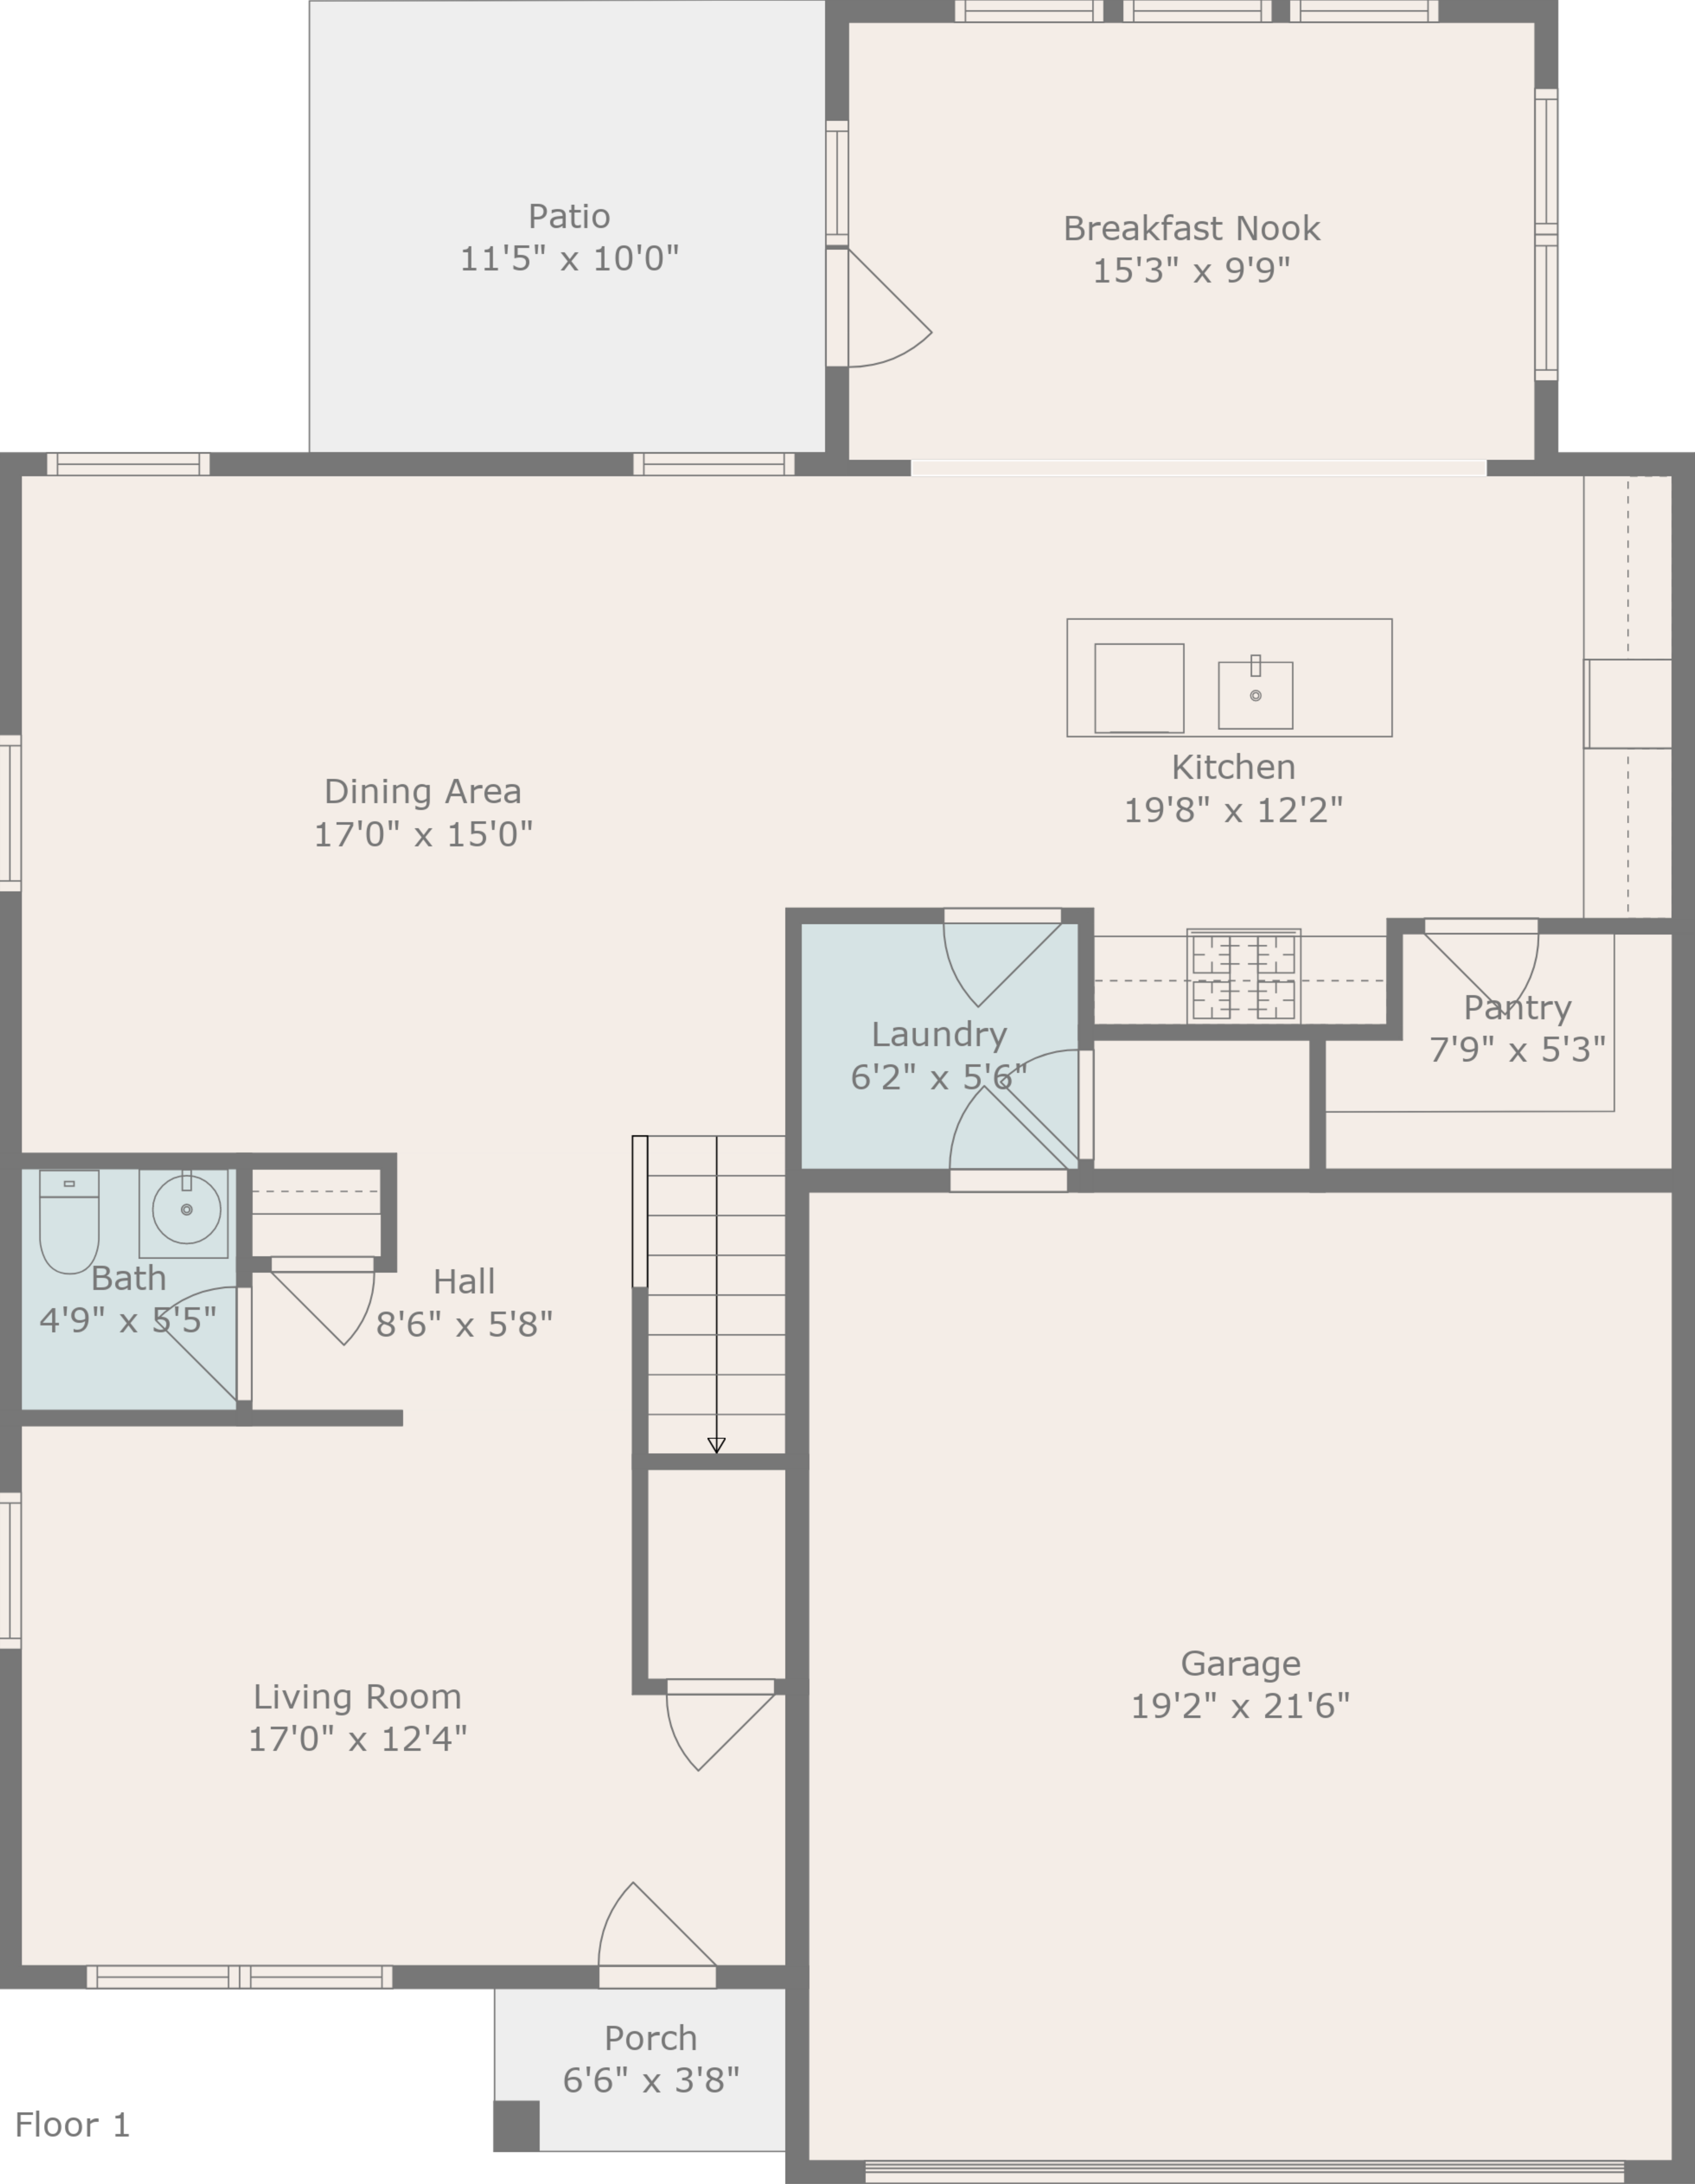 Patio
11'5" x 10'0"
Breakfast Nook
15'3" x 9'9"
Dining Area
17'0" x 15'0"
Kitchen
19'8" x 12'2"
Laundry
6'2" x 5'6"
Pantry
7'9" x 5'3"
Bath
4'9" x 5'5"
Hall
8'6" x 5'8"
Living Room
17'0" x 12'4"
Garage
19'2" x 21'6"
Porch
6'6" x 3'8"
Floor 1